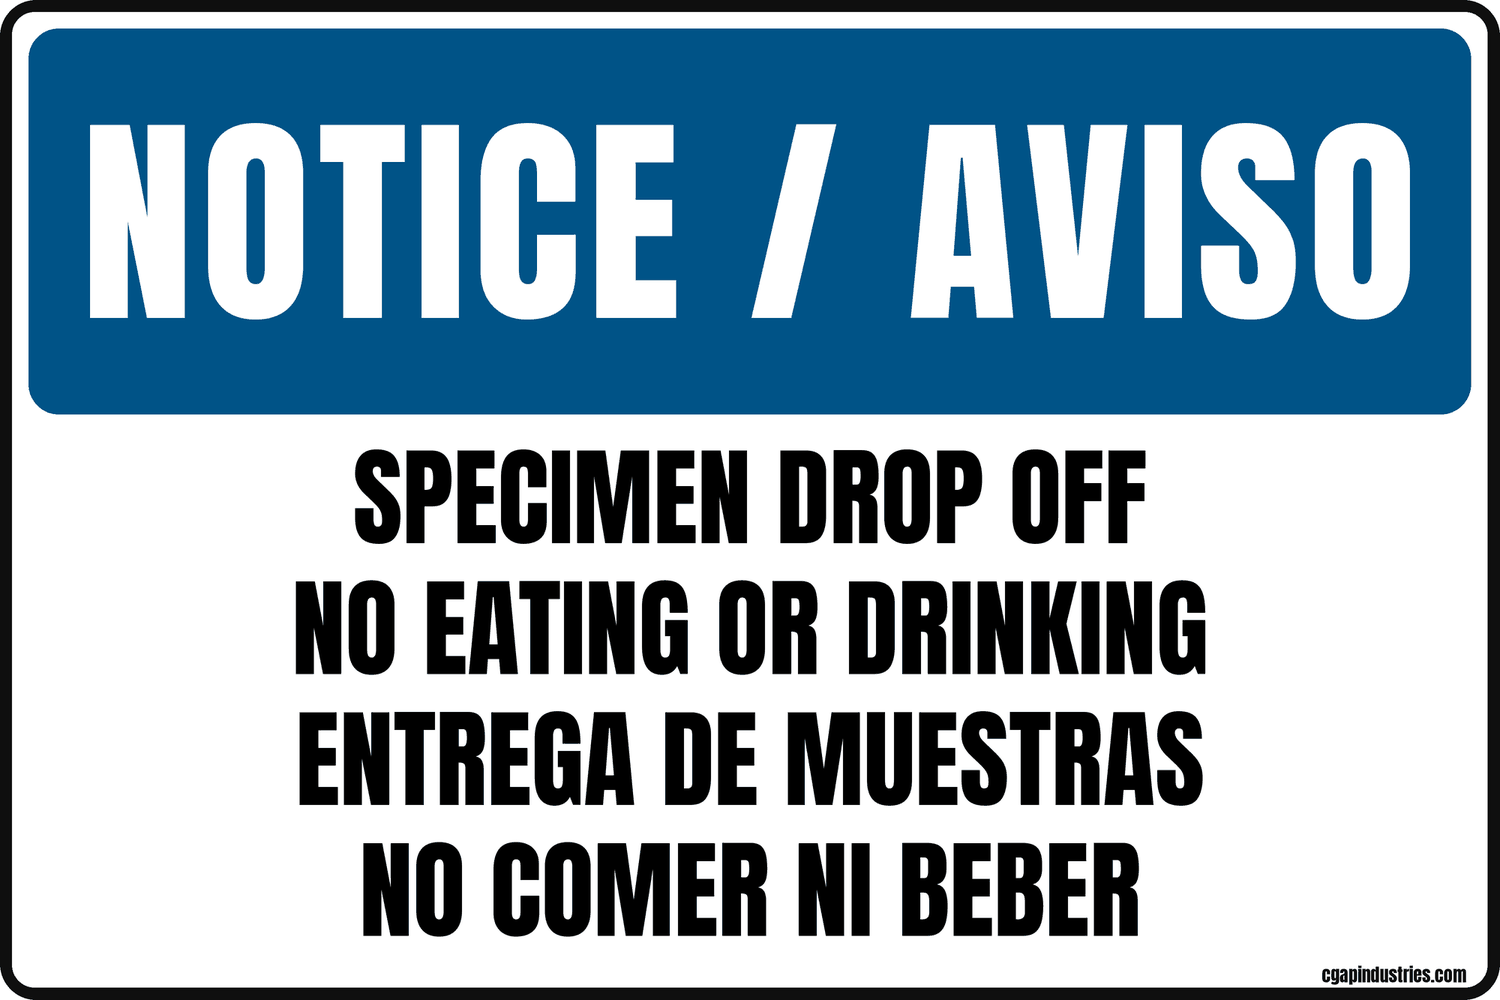 NOTICE / AVISO
SPECIMEN DROP OFF
NO EATING OR DRINKING
ENTREGA DE MUESTRAS
NO COMER NI BEBER
cgapindustries.com